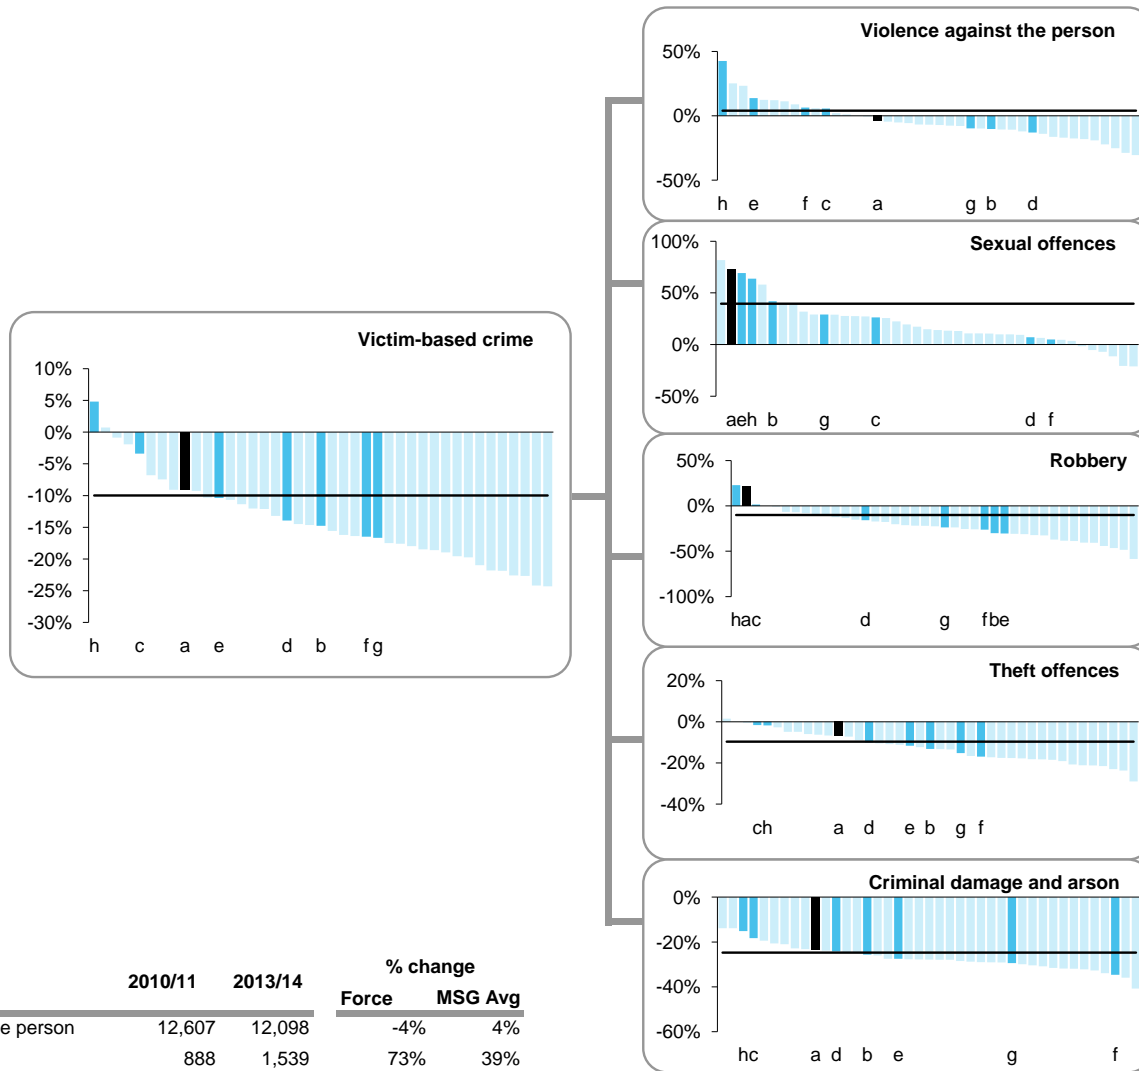 Violence against the person
50%
0%
-50%
h e f c a g b d
Sexual offences
100%
50%
0%
-50%
aeh b g c d f
Victim-based crime
10%
5%
0%
-5%
-10%
-15%
-20%
-25%
-30%
h c a e d b f g
Robbery
50%
0%
-50%
-100%
hac d g fbe
Theft offences
20%
0%
-20%
-40%
ch a d e b g f
Criminal damage and arson
0%
-20%
-40%
-60%
hc a d b e g f
2010/11 2013/14 % change
Force MSG Avg
e person 12,607 12,098 -4% 4%
888 1,539 73% 39%